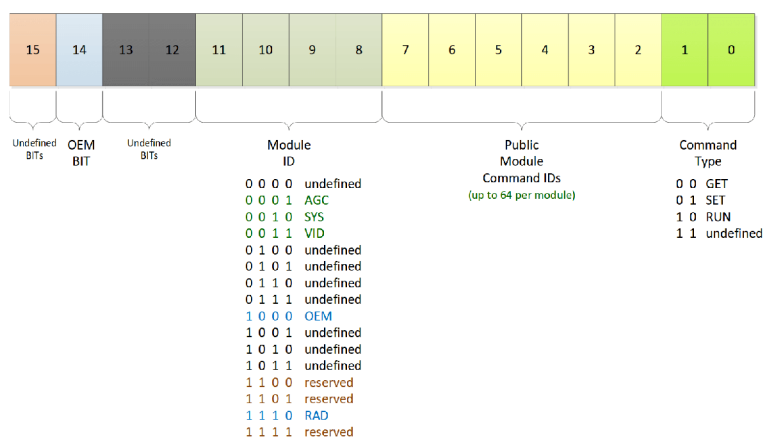 15 14 13 12 11 10 9 8 7 6 5 4 3 2 1 0
Undefined
BITs
OEM
BIT
Undefined
BITs
Module
ID
0 0 0 0 undefined
0 0 0 1 AGC
0 0 1 0 SYS
0 0 1 1 VID
0 1 0 0 undefined
0 1 0 1 undefined
0 1 1 0 undefined
0 1 1 1 undefined
1 0 0 0 OEM
1 0 0 1 undefined
1 0 1 0 undefined
1 0 1 1 undefined
1 1 0 0 reserved
1 1 0 1 reserved
1 1 1 0 RAD
1 1 1 1 reserved
Public
Module
Command IDs
(up to 64 per module)
Command
Type
0 0 GET
0 1 SET
1 0 RUN
1 1 undefined